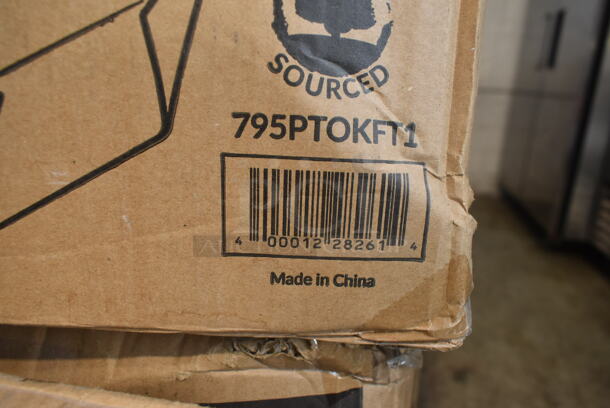 SOURCED
795PTOKFT1
4 00012 28261 4
Made in China